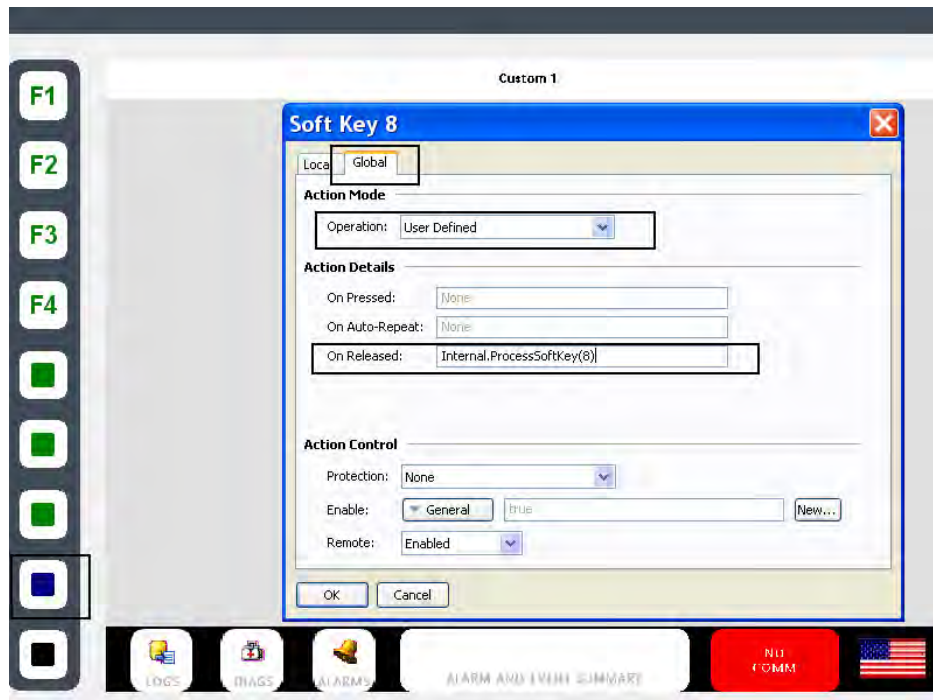 Custom 1
F1
F2
F3
F4
Soft Key 8
Loca Global
Action Mode
Operation: User Defined
Action Details
On Pressed: None
On Auto-Repeat: None
On Released: Internal.ProcessSoftKey(8)
Action Control
Protection: None
Enable: General true New...
Remote: Enabled
OK Cancel
LOGS DIAGS ALARMS ALARM AND EVENT SUMMARY NO COMM